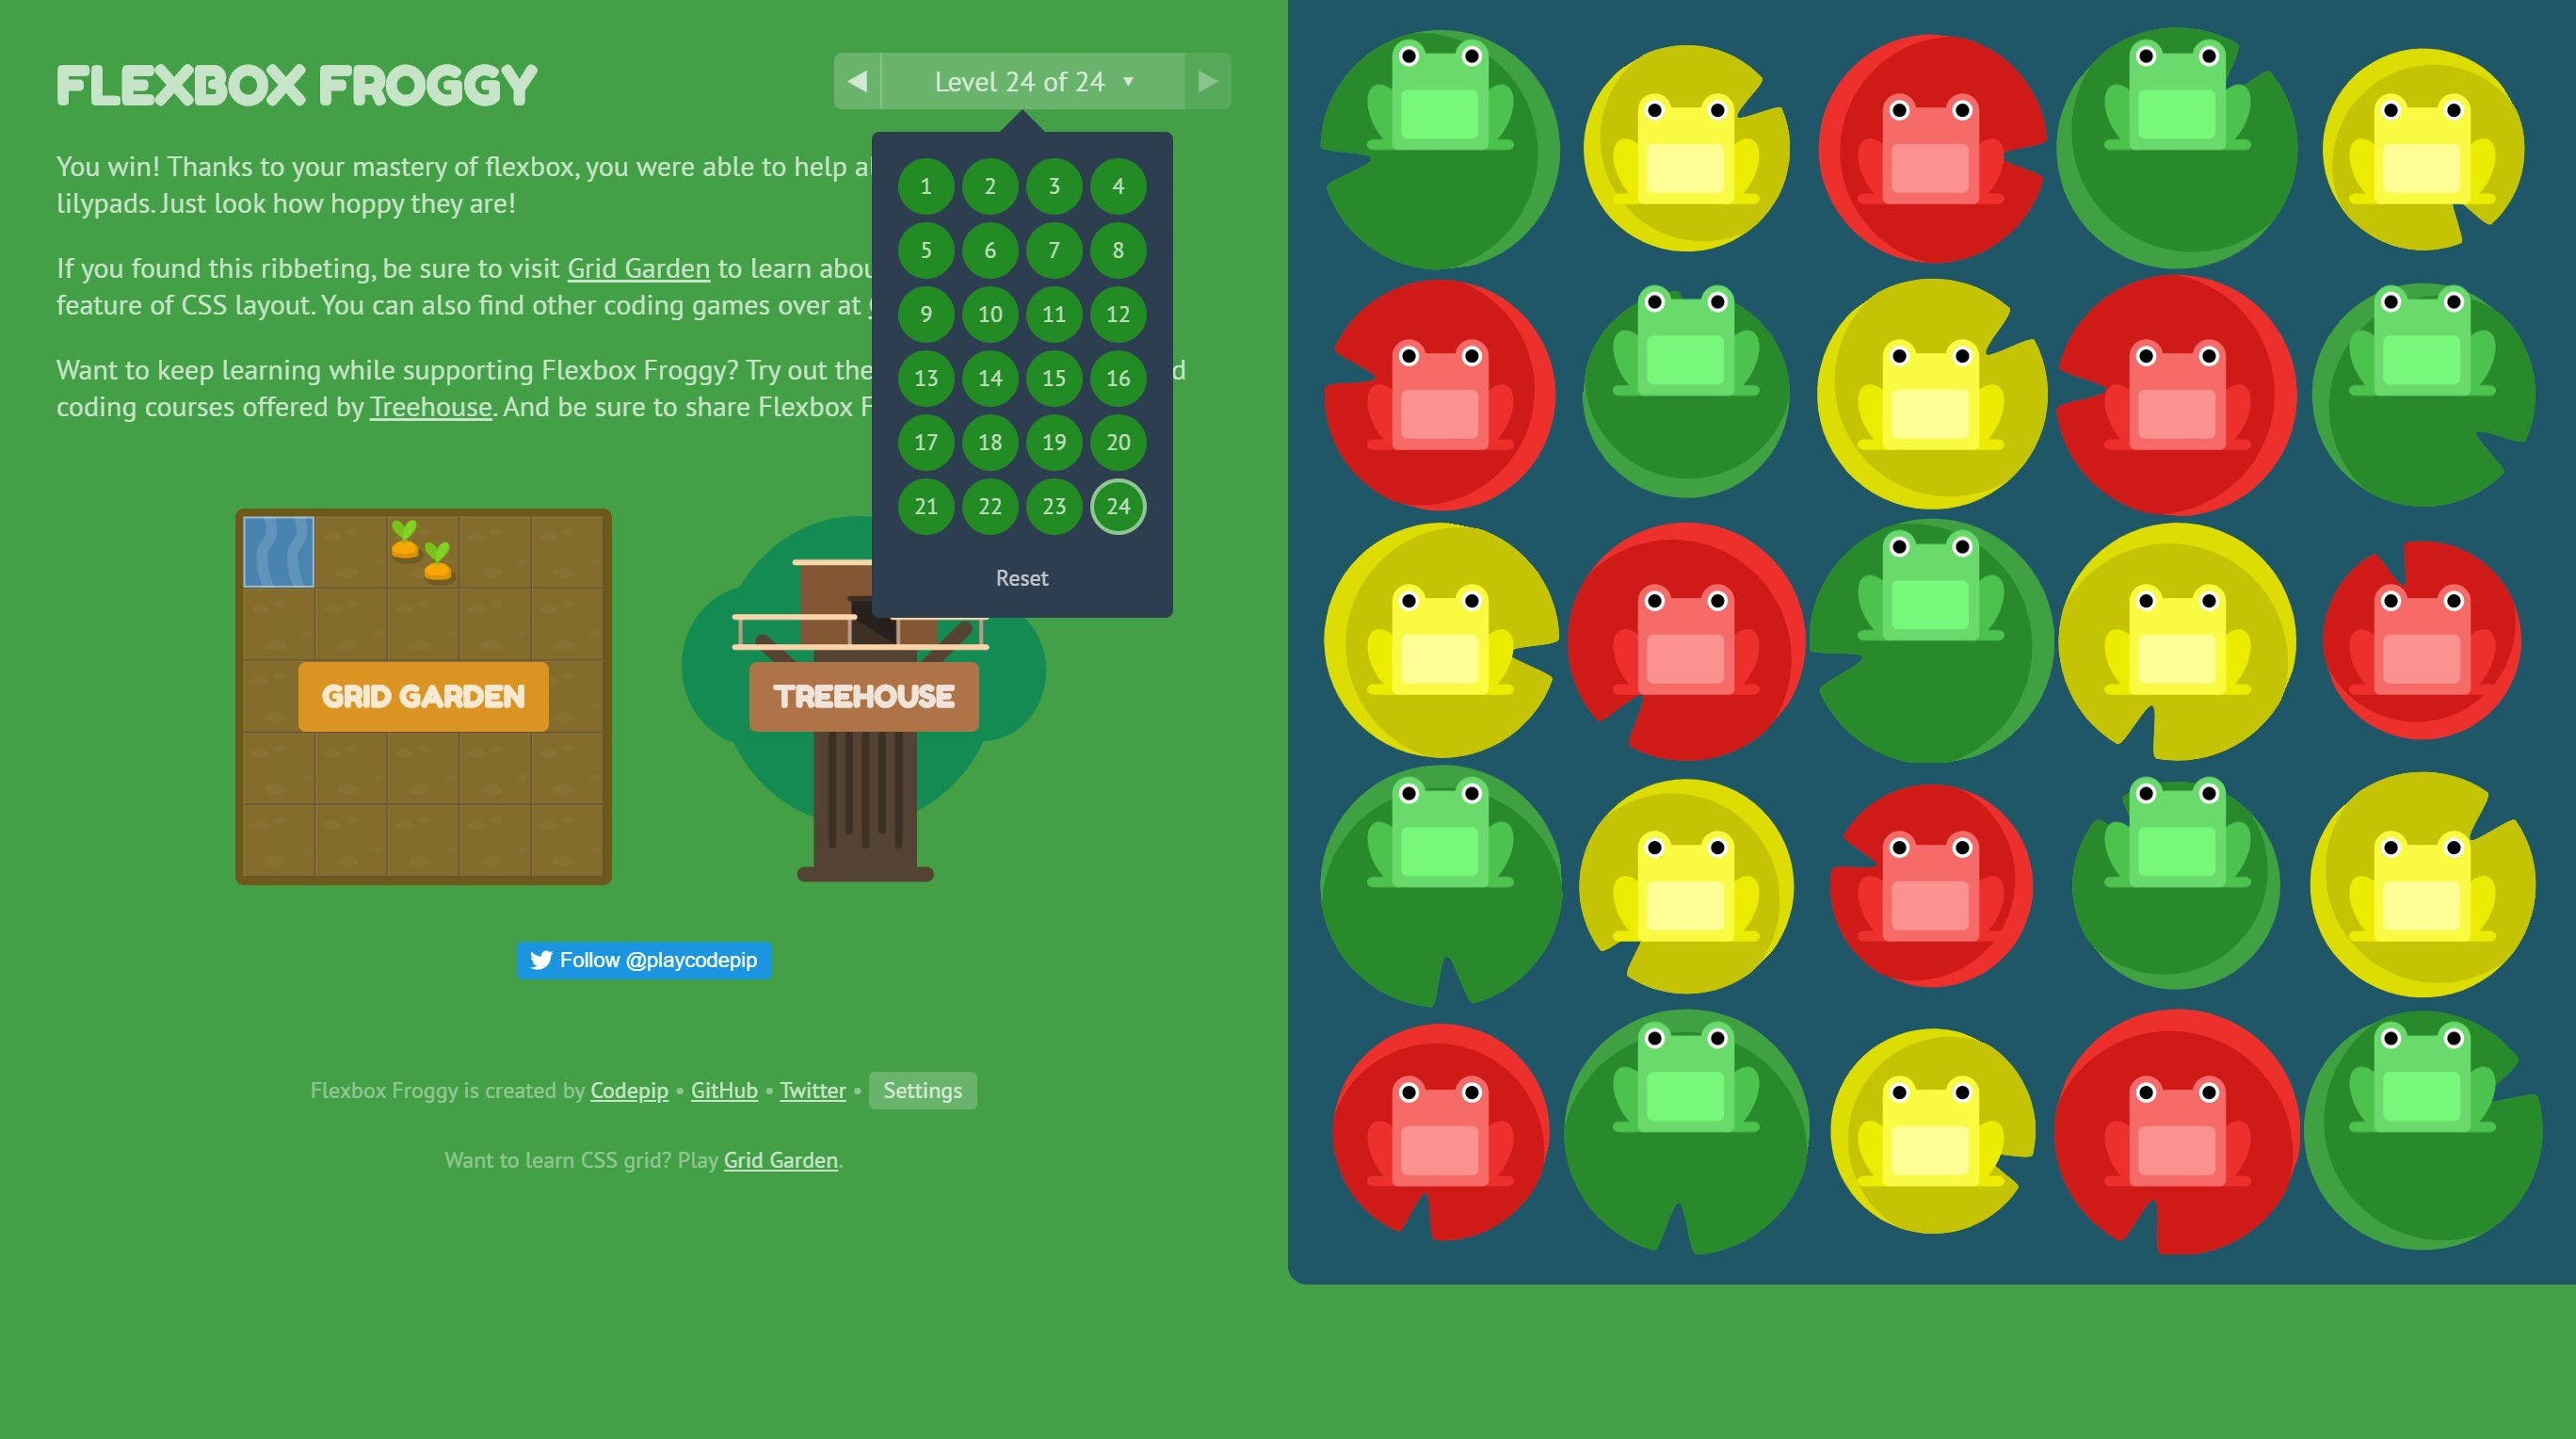 FLEXBOX FROGGY
Level 24 of 24
You win! Thanks to your mastery of flexbox, you were able to help
lilypads. Just look how hoppy they are!
If you found this ribbeting, be sure to visit Grid Garden to learn
feature of CSS layout. You can also find other coding games over at
Want to keep learning while supporting Flexbox Froggy? Try out the
coding courses offered by Treehouse. And be sure to share Flexbox
1 2 3 4
5 6 7 8
9 10 11 12
13 14 15 16
17 18 19 20
21 22 23 24
Reset
GRID GARDEN
TREEHOUSE
Follow @playcodepip
Flexbox Froggy is created by Codepip • GitHub • Twitter • Settings
Want to learn CSS grid? Play Grid Garden.